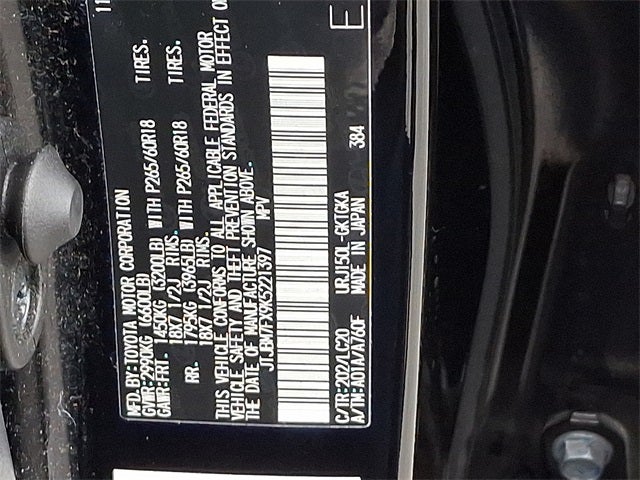 11
MFD. BY: TOYOTA MOTOR CORPORATION
GVWR: 2990KG (6600LB)
GAWR: FRT. 1450KG (3200LB) WITH P265/60R18 TIRES.
18X7 1/2J RIMS.
RR. 1795KG (3965LB) WITH P265/60R18 TIRES.
18X7 1/2J RIMS.
THIS VEHICLE CONFORMS TO ALL APPLICABLE FEDERAL MOTOR
VEHICLE SAFETY AND THEFT PREVENTION STANDARDS IN EFFECT ON
THE DATE OF MANUFACTURE SHOWN ABOVE.
JTJBM7FX9K5221397 MPV
C/TR: 202/LC20 URJ150L-GKTGKA 384 E
A/TM: A01A/A760F MADE IN JAPAN